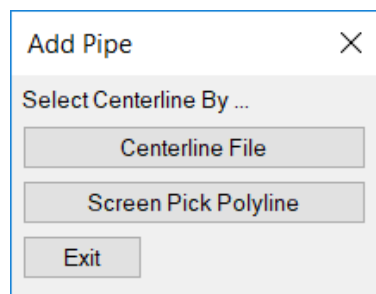 Add Pipe
Select Centerline By ...
Centerline File
Screen Pick Polyline
Exit